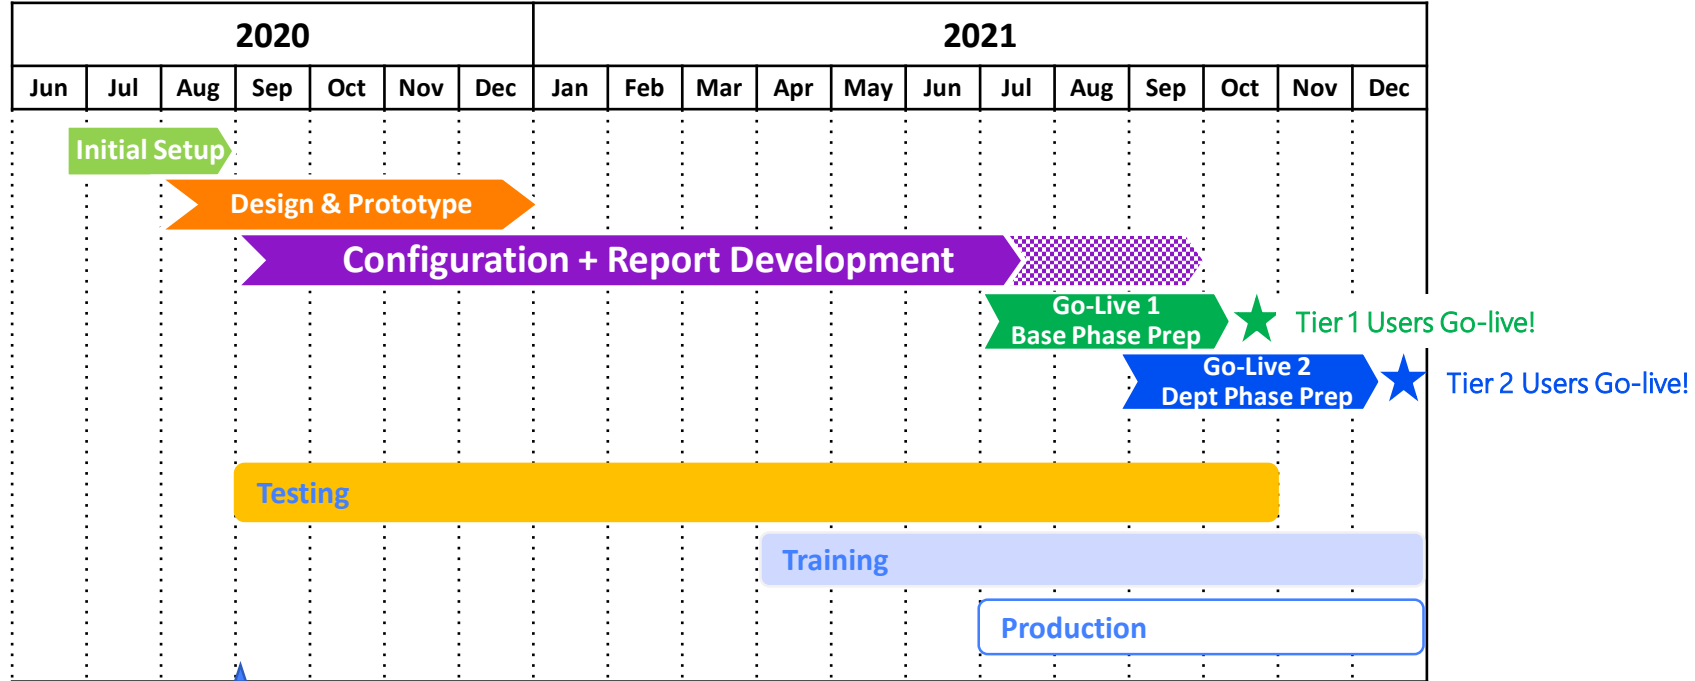 2020 2021
Jun Jul Aug Sep Oct Nov Dec Jan Feb Mar Apr May Jun Jul Aug Sep Oct Nov Dec
Initial Setup
Design & Prototype
Configuration + Report Development
Go-Live 1
Base Phase Prep
Tier 1 Users Go-live!
Go-Live 2
Dept Phase Prep
Tier 2 Users Go-live!
Testing
Training
Production